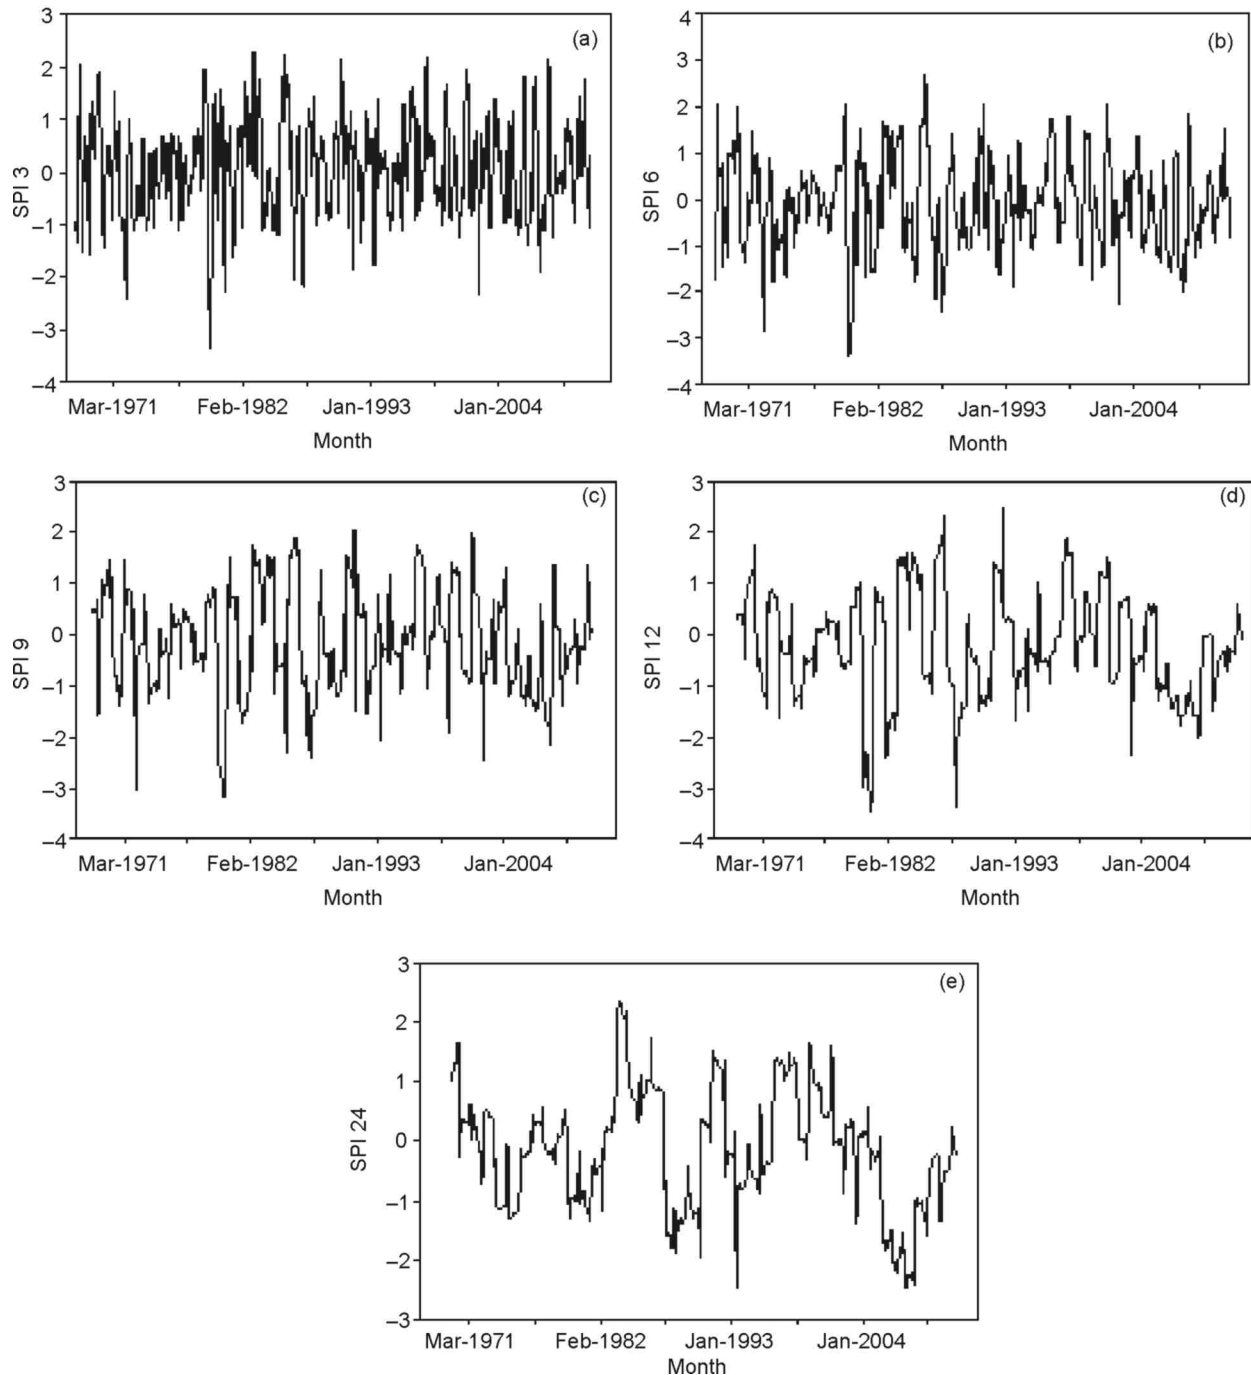 (a)
3
2
1
0
–1
–2
–3
–4
SPI 3
Mar-1971 Feb-1982 Jan-1993 Jan-2004
Month
(b)
4
3
2
1
0
–1
–2
–3
–4
SPI 6
Mar-1971 Feb-1982 Jan-1993 Jan-2004
Month
(c)
3
2
1
0
–1
–2
–3
–4
SPI 9
Mar-1971 Feb-1982 Jan-1993 Jan-2004
Month
(d)
3
2
1
0
–1
–2
–3
–4
SPI 12
Mar-1971 Feb-1982 Jan-1993 Jan-2004
Month
(e)
3
2
1
0
–1
–2
–3
SPI 24
Mar-1971 Feb-1982 Jan-1993 Jan-2004
Month